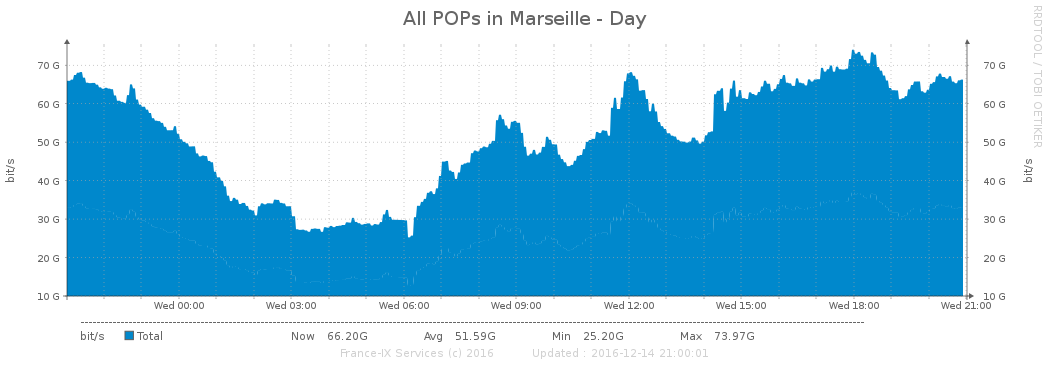 All POPs in Marseille - Day
RRDTOOL / TOBI OETIKER
bit/s
70 G
60 G
50 G
40 G
30 G
20 G
10 G
70 G
60 G
50 G
40 G
30 G
20 G
10 G
bit/s
Wed 00:00 Wed 03:00 Wed 06:00 Wed 09:00 Wed 12:00 Wed 15:00 Wed 18:00 Wed 21:00
bit/s Total Now 66.20G Avg 51.59G Min 25.20G Max 73.97G
France-IX Services (c) 2016 Updated : 2016-12-14 21:00:01